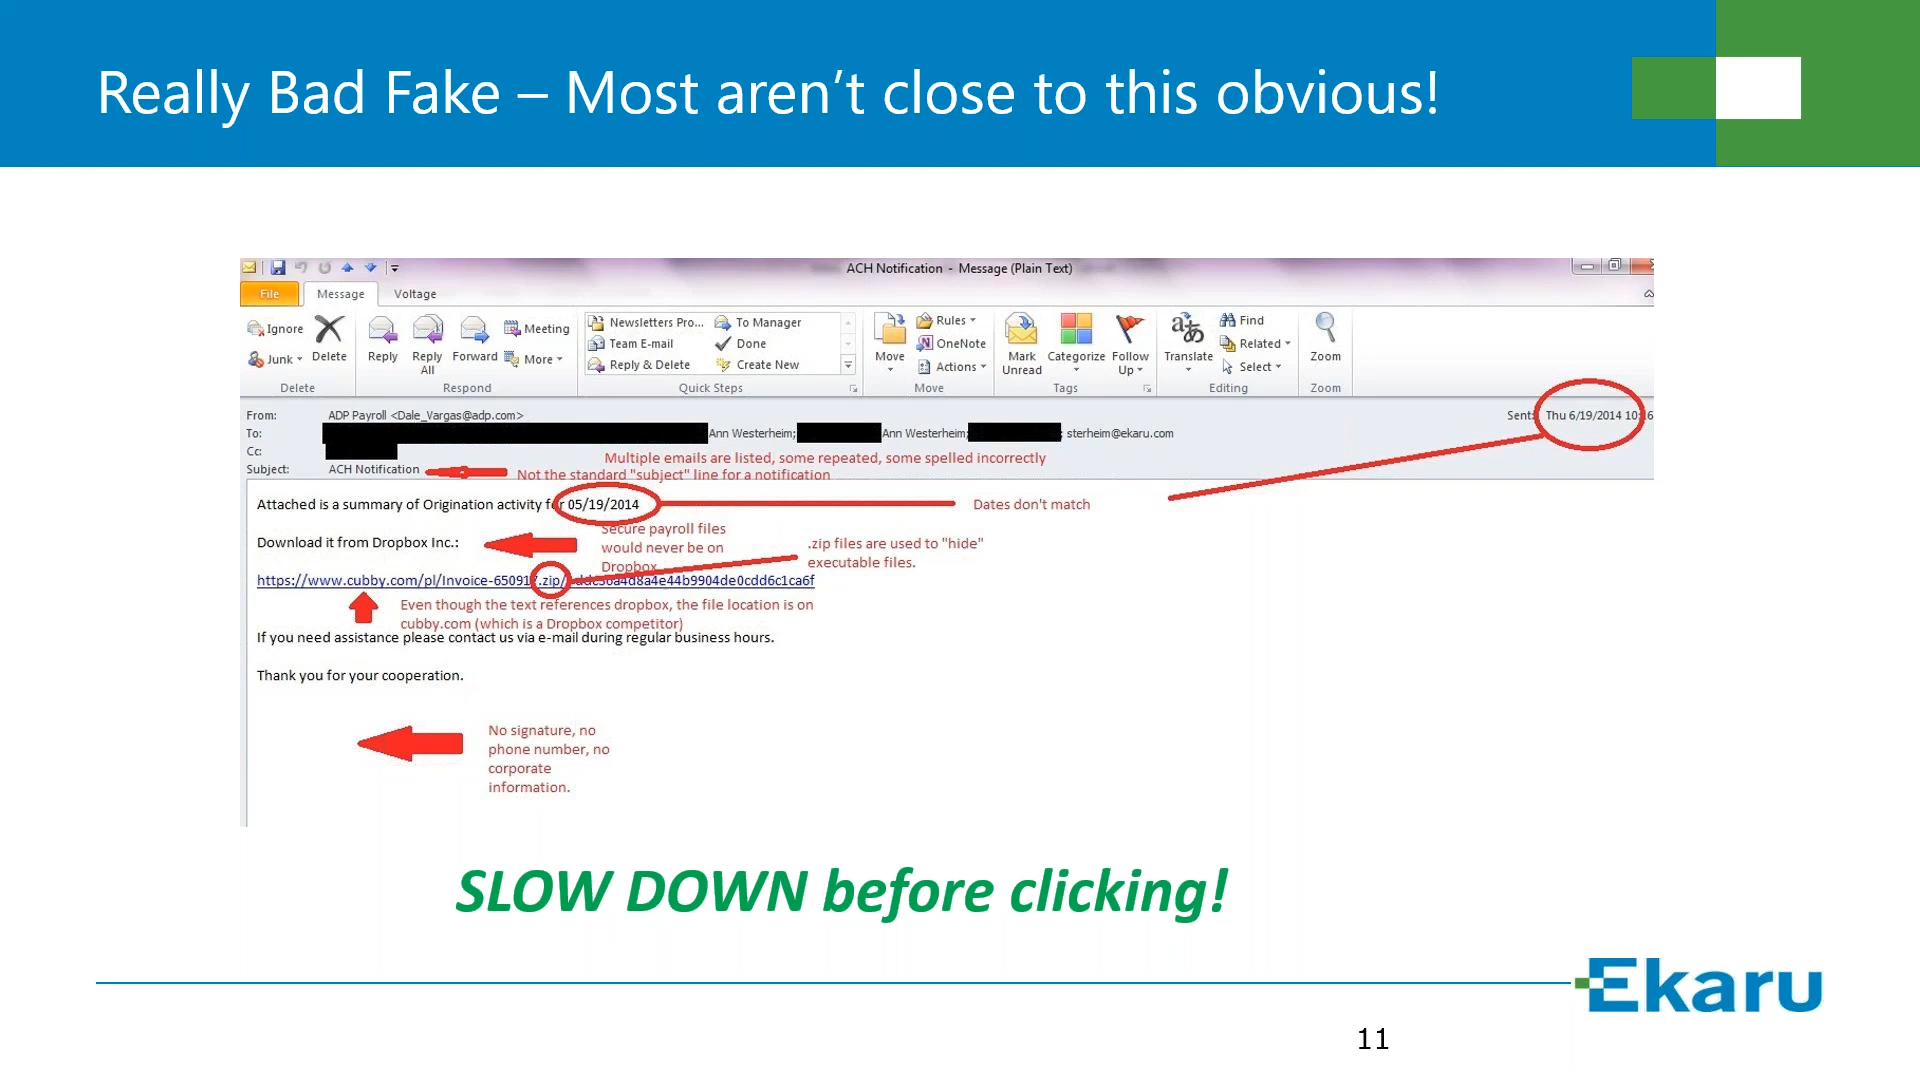 Really Bad Fake – Most aren’t close to this obvious!
ACH Notification - Message (Plain Text)
File Message Voltage
Ignore
Junk
Delete
Delete
Reply
Reply All
Forward
Meeting
More
Respond
Newsletters Pro...
To Manager
Team E-mail
Done
Reply & Delete
Create New
Quick Steps
Move
Rules
OneNote
Actions
Move
Mark Unread
Categorize
Follow Up
Tags
Translate
Find
Related
Select
Editing
Zoom
Zoom
From: ADP Payroll <Dale_Vargas@adp.com>
Sent: Thu 6/19/2014
To: Ann Westerheim; Ann Westerheim; sterheim@ekaru.com
Cc:
Multiple emails are listed, some repeated, some spelled incorrectly
Subject: ACH Notification
Not the standard "subject" line for a notification
Attached is a summary of Origination activity for 05/19/2014
Dates don't match
Download it from Dropbox Inc.:
Secure payroll files
would never be on
Dropbox
.zip files are used to "hide"
executable files.
https://www.cubby.com/pl/Invoice-650917.zip/
Even though the text references dropbox, the file location is on
cubby.com (which is a Dropbox competitor)
If you need assistance please contact us via e-mail during regular business hours.
Thank you for your cooperation.
No signature, no
phone number, no
corporate
information.
SLOW DOWN before clicking!
Ekaru
11